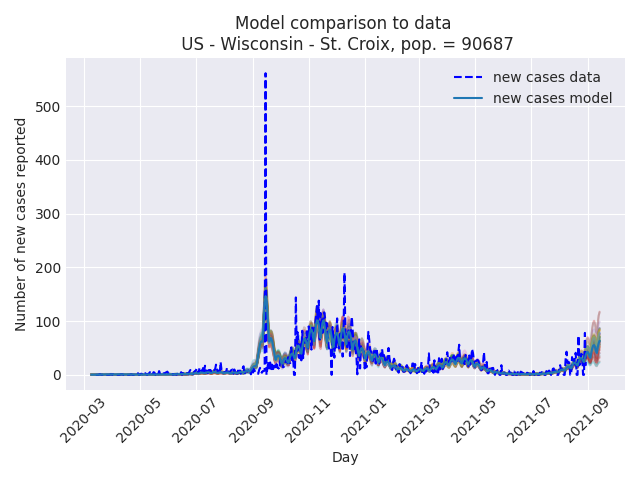 Model comparison to data
US - Wisconsin - St. Croix, pop. = 90687
new cases data
new cases model
Number of new cases reported
500
400
300
200
100
0
2020-03
2020-05
2020-07
2020-09
2020-11
2021-01
2021-03
2021-05
2021-07
2021-09
Day